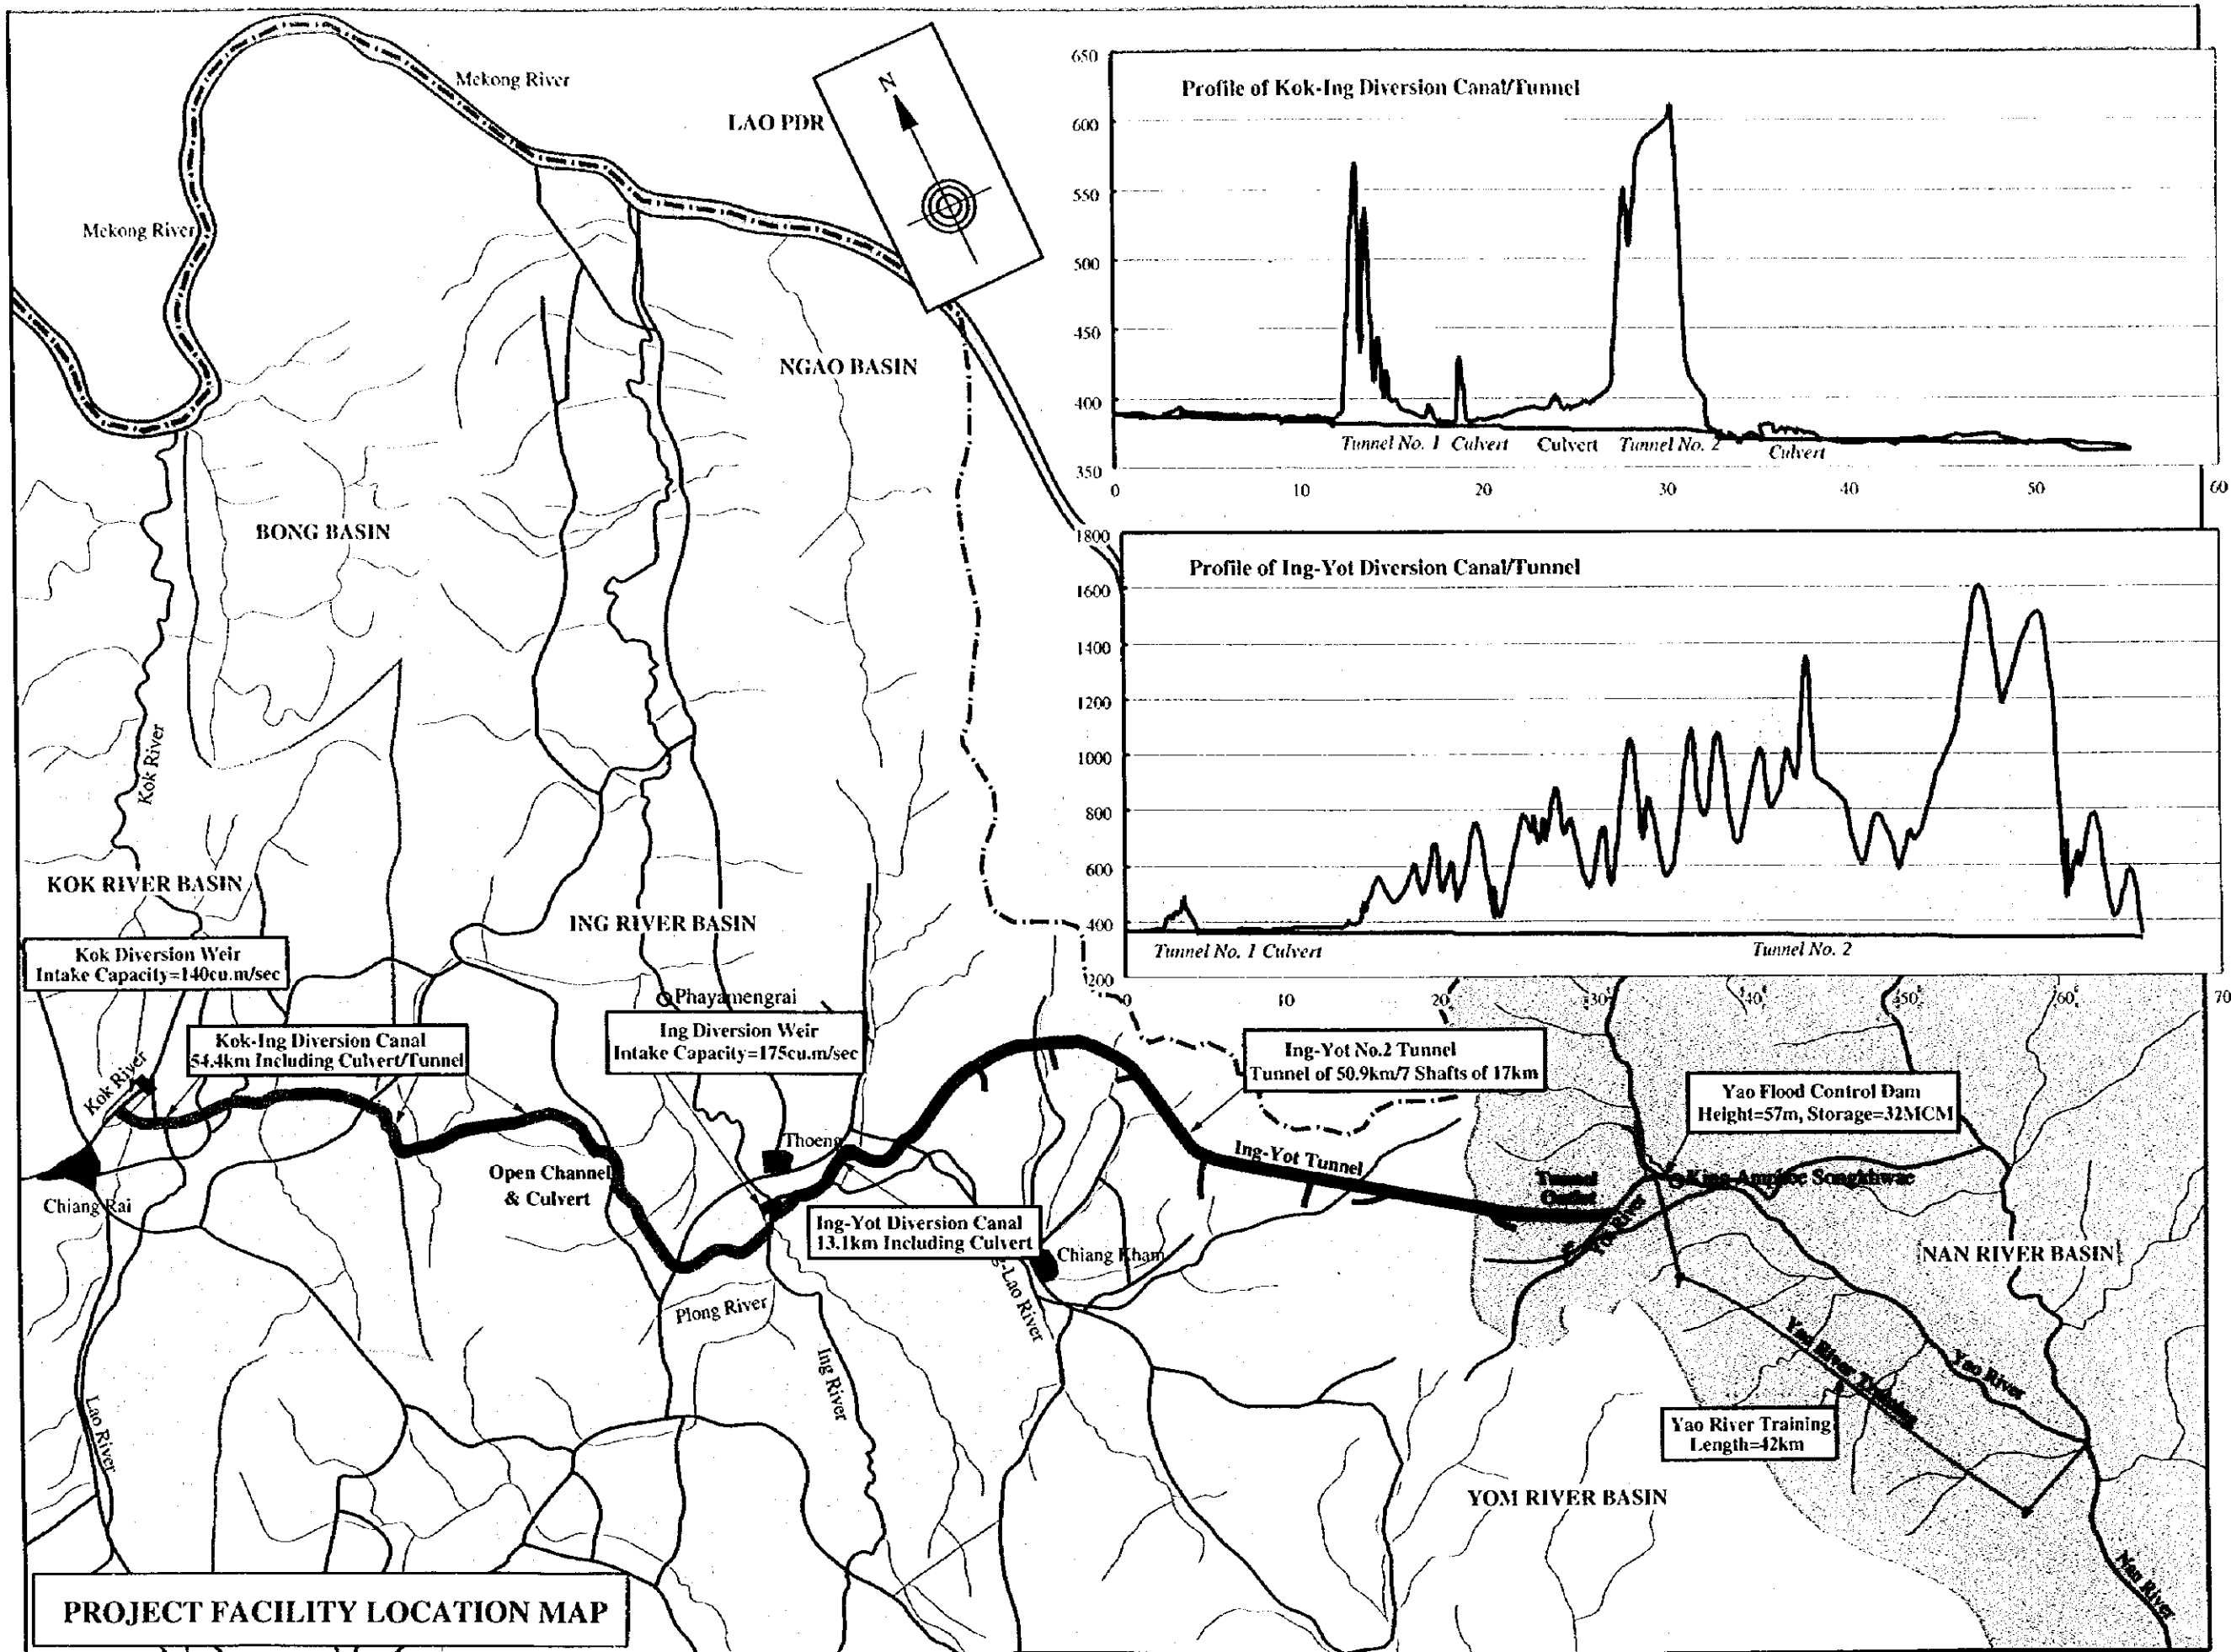 Mekong River
LAO PDR
N
Mekong River
NGAO BASIN
BONG BASIN
Kok River
KOK RIVER BASIN
ING RIVER BASIN
Profile of Kok-Ing Diversion Canal/Tunnel
650
600
550
500
450
400
350
Tunnel No. 1 Culvert Culvert Tunnel No. 2 Culvert
0 10 20 30 40 50 60
Profile of Ing-Yot Diversion Canal/Tunnel
1800
1600
1400
1200
1000
800
600
400
200
Tunnel No. 1 Culvert Tunnel No. 2
0 10 20 30 40 50 60 70
Kok Diversion Weir
Intake Capacity=140cu.m/sec
Phayamengrai
Kok-Ing Diversion Canal
54.4km Including Culvert/Tunnel
Ing Diversion Weir
Intake Capacity=175cu.m/sec
Ing-Yot No.2 Tunnel
Tunnel of 50.9km/7 Shafts of 17km
Yao Flood Control Dam
Height=57m, Storage=32MCM
Kok River
Thoeng
Ing-Yot Tunnel
Open Channel
& Culvert
Tunnel
Outlet
King Amphoe Songkhwae
Chiang Rai
Yot River
Ing-Yot Diversion Canal
13.1km Including Culvert
Chiang Kham
NAN RIVER BASIN
-Lao River
Plong River
Ing River
Lao River
Yao River Training
Yao River
Yao River Training
Length=42km
YOM RIVER BASIN
Nan River
PROJECT FACILITY LOCATION MAP